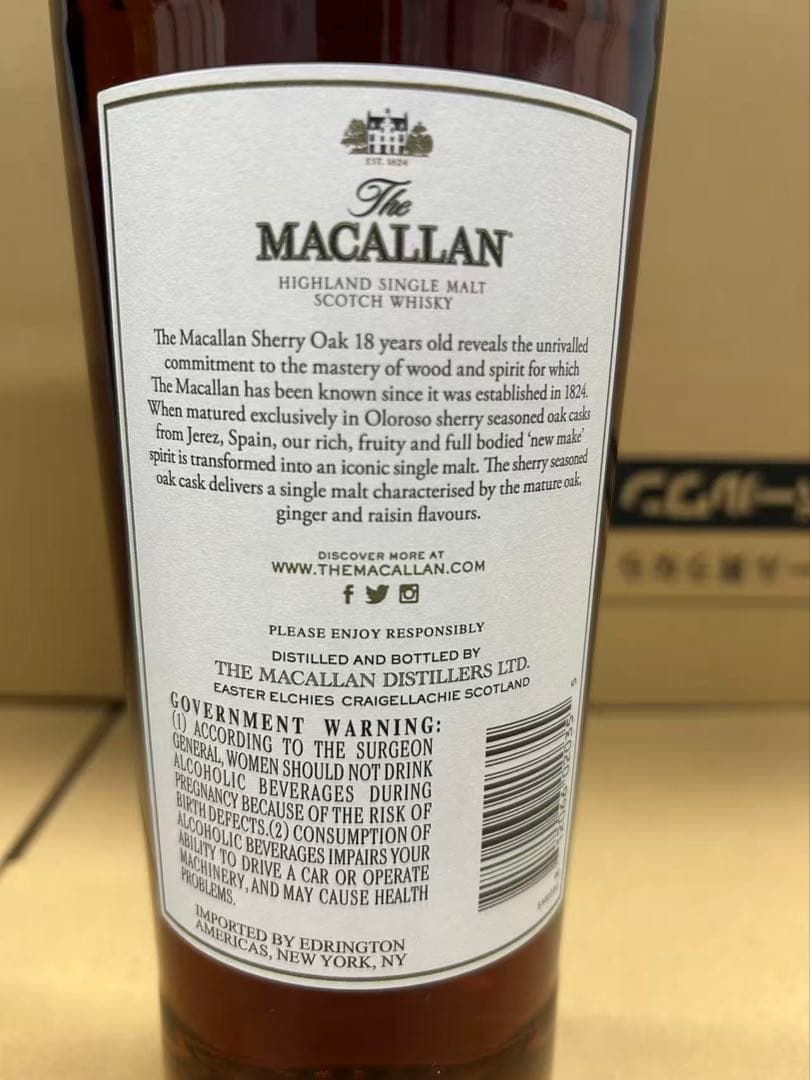 EST. 1824
The
MACALLAN
HIGHLAND SINGLE MALT
SCOTCH WHISKY
The Macallan Sherry Oak 18 years old reveals the unrivalled
commitment to the mastery of wood and spirit for which
The Macallan has been known since it was established in 1824.
When matured exclusively in Oloroso sherry seasoned oak casks
from Jerez, Spain, our rich, fruity and full bodied 'new make'
spirit is transformed into an iconic single malt. The sherry seasoned
oak cask delivers a single malt characterised by the mature oak,
ginger and raisin flavours.
DISCOVER MORE AT
WWW.THEMACALLAN.COM
PLEASE ENJOY RESPONSIBLY
DISTILLED AND BOTTLED BY
THE MACALLAN DISTILLERS LTD.
EASTER ELCHIES CRAIGELLACHIE SCOTLAND
GOVERNMENT WARNING:
(1) ACCORDING TO THE SURGEON
GENERAL, WOMEN SHOULD NOT DRINK
ALCOHOLIC BEVERAGES DURING
PREGNANCY BECAUSE OF THE RISK OF
BIRTH DEFECTS.(2) CONSUMPTION OF
ALCOHOLIC BEVERAGES IMPAIRS YOUR
ABILITY TO DRIVE A CAR OR OPERATE
MACHINERY, AND MAY CAUSE HEALTH
PROBLEMS.
IMPORTED BY EDRINGTON
AMERICAS, NEW YORK, NY